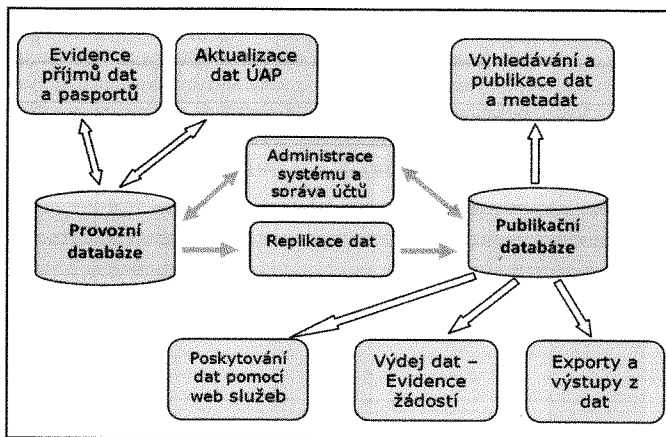 Evidence
příjmů dat
a pasportů
Aktualizace
dat ÚAP
Vyhledávání a
publikace dat
a metadat
Administrace
systému a
správa účtů
Provozní
databáze
Replikace dat
Publikační
databáze
Poskytování
dat pomocí
web služeb
Výdej dat –
Evidence
žádostí
Exporty a
výstupy z
dat